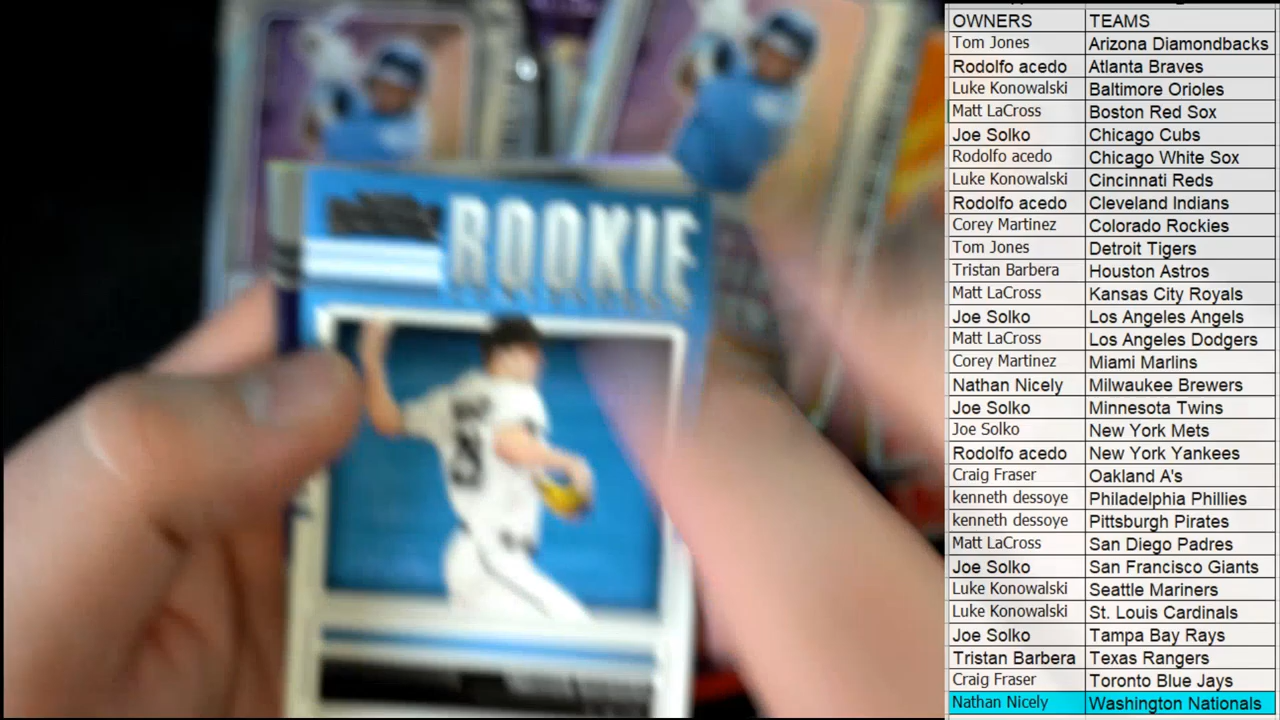 ROOKIE
OWNERS TEAMS
Tom Jones Arizona Diamondbacks
Rodolfo acedo Atlanta Braves
Luke Konowalski Baltimore Orioles
Matt LaCross Boston Red Sox
Joe Solko Chicago Cubs
Rodolfo acedo Chicago White Sox
Luke Konowalski Cincinnati Reds
Rodolfo acedo Cleveland Indians
Corey Martinez Colorado Rockies
Tom Jones Detroit Tigers
Tristan Barbera Houston Astros
Matt LaCross Kansas City Royals
Joe Solko Los Angeles Angels
Matt LaCross Los Angeles Dodgers
Corey Martinez Miami Marlins
Nathan Nicely Milwaukee Brewers
Joe Solko Minnesota Twins
Joe Solko New York Mets
Rodolfo acedo New York Yankees
Craig Fraser Oakland A's
kenneth dessoye Philadelphia Phillies
kenneth dessoye Pittsburgh Pirates
Matt LaCross San Diego Padres
Joe Solko San Francisco Giants
Luke Konowalski Seattle Mariners
Luke Konowalski St. Louis Cardinals
Joe Solko Tampa Bay Rays
Tristan Barbera Texas Rangers
Craig Fraser Toronto Blue Jays
Nathan Nicely Washington Nationals